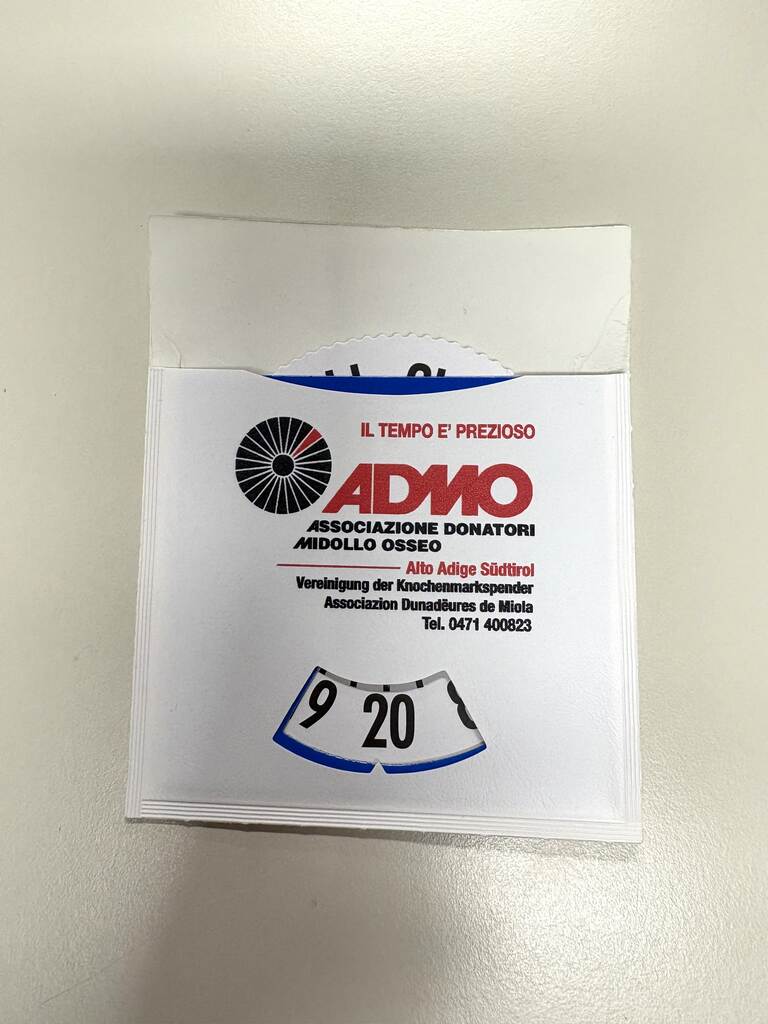 IL TEMPO E' PREZIOSO
ADMO
ASSOCIAZIONE DONATORI
MIDOLLO OSSEO
Alto Adige Südtirol
Vereinigung der Knochenmarkspender
Associazion Dunadëures de Miola
Tel. 0471 400823
9 20 8